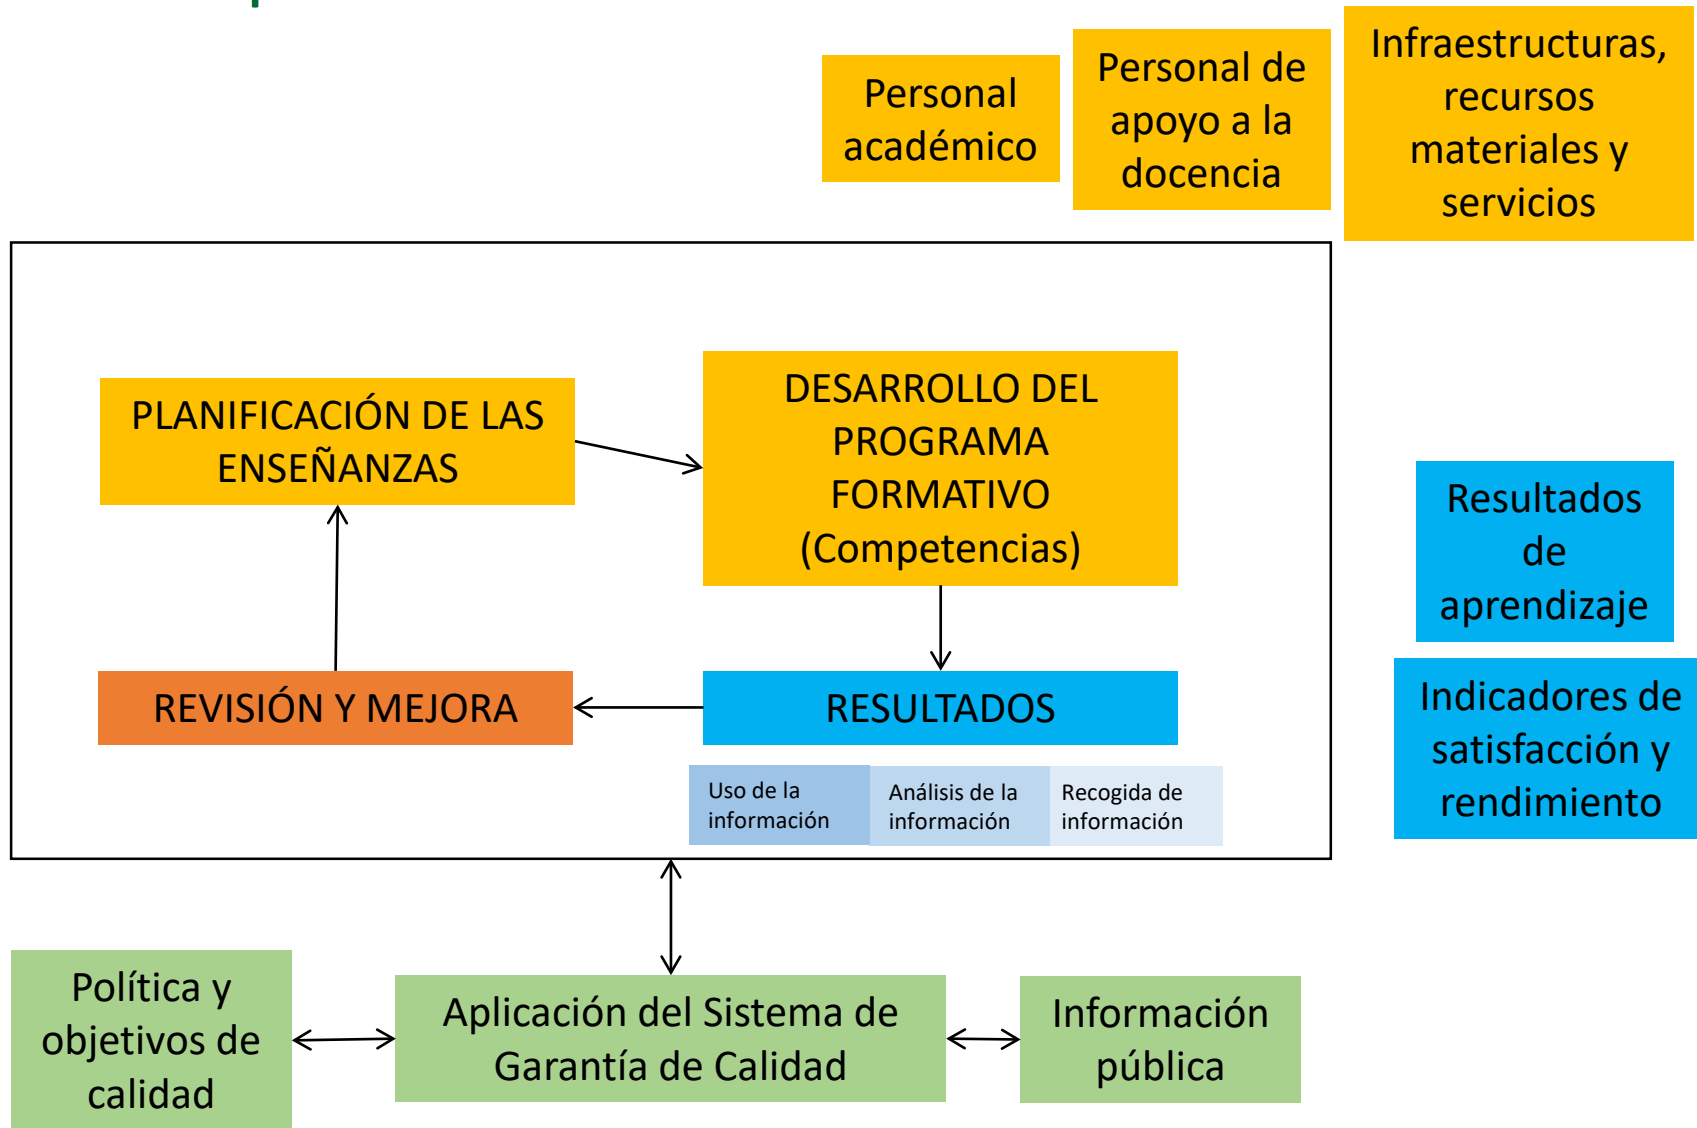 Personal
académico
Personal de
apoyo a la
docencia
Infraestructuras,
recursos
materiales y
servicios
PLANIFICACIÓN DE LAS
ENSEÑANZAS
DESARROLLO DEL
PROGRAMA
FORMATIVO
(Competencias)
REVISIÓN Y MEJORA
RESULTADOS
Uso de la
información
Análisis de la
información
Recogida de
información
Resultados
de
aprendizaje
Indicadores de
satisfacción y
rendimiento
Política y
objetivos de
calidad
Aplicación del Sistema de
Garantía de Calidad
Información
pública